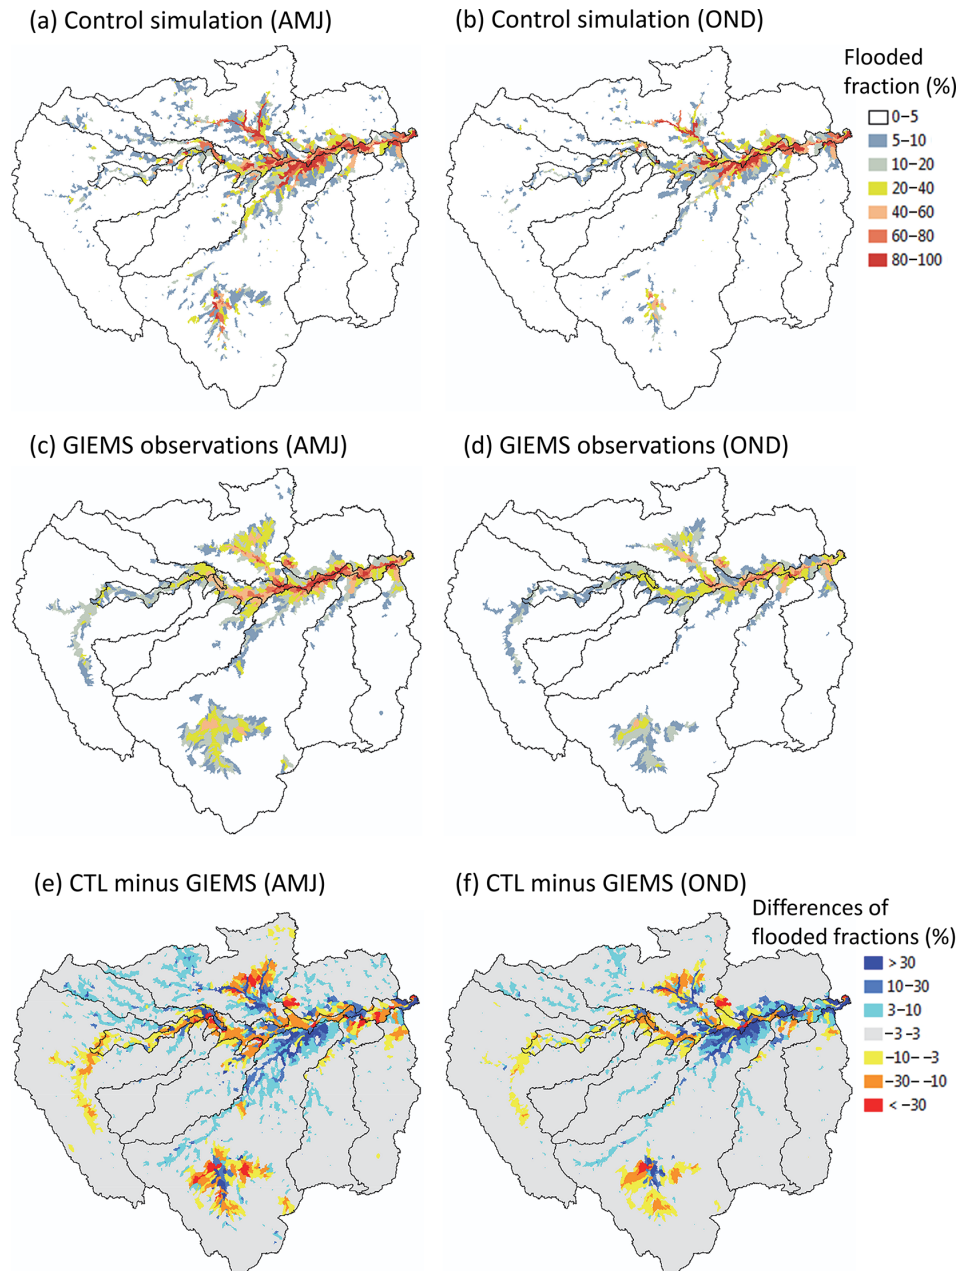 (a) Control simulation (AMJ)
(b) Control simulation (OND)
Flooded
fraction (%)
0–5
5–10
10–20
20–40
40–60
60–80
80–100
(c) GIEMS observations (AMJ)
(d) GIEMS observations (OND)
(e) CTL minus GIEMS (AMJ)
(f) CTL minus GIEMS (OND)
Differences of
flooded fractions (%)
> 30
10–30
3–10
–3 –3
–10– –3
–30– –10
< –30